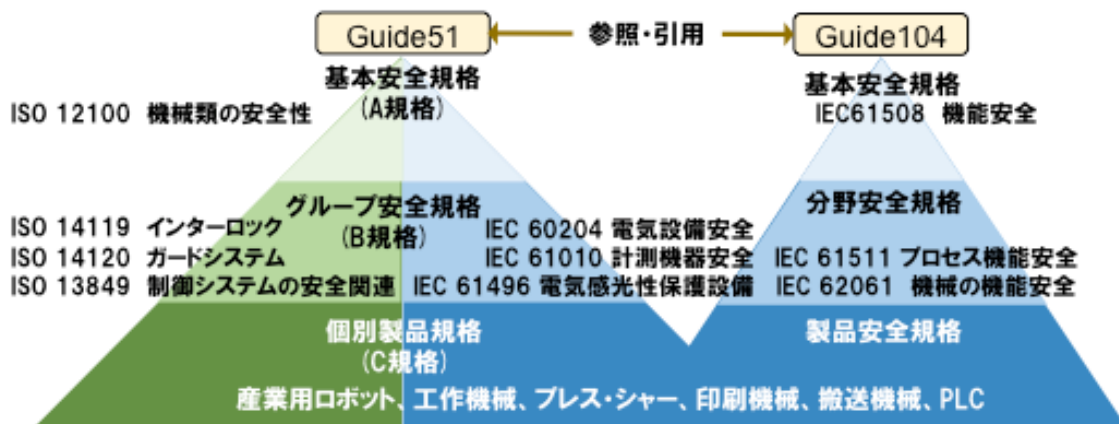 Guide51 参照・引用 Guide104
基本安全規格
(A規格)
ISO 12100 機械類の安全性
基本安全規格
IEC61508 機能安全
グループ安全規格
(B規格)
ISO 14119 インターロック
ISO 14120 ガードシステム
ISO 13849 制御システムの安全関連
IEC 60204 電気設備安全
IEC 61010 計測機器安全
IEC 61496 電気感光性保護設備
分野安全規格
IEC 61511 プロセス機能安全
IEC 62061 機械の機能安全
個別製品規格
(C規格)
製品安全規格
産業用ロボット、工作機械、プレス・シャー、印刷機械、搬送機械、PLC